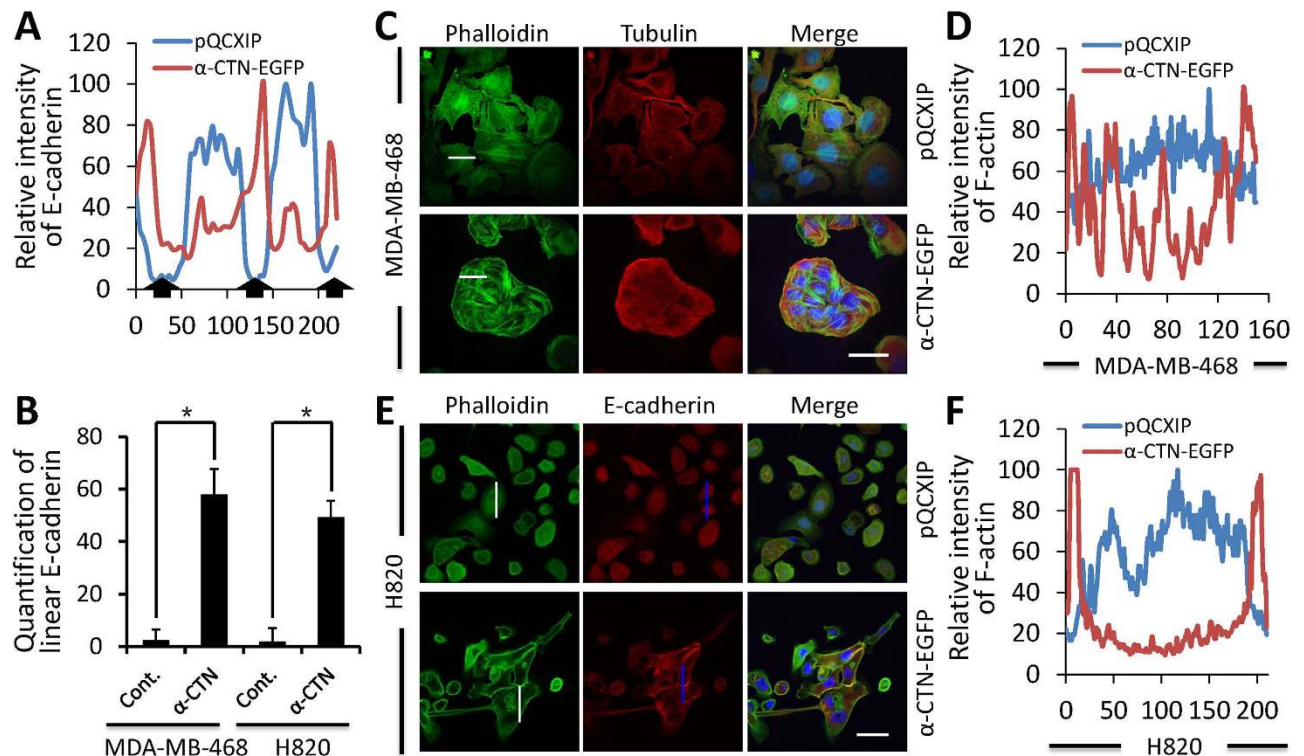 A
pQCXIP
α-CTN-EGFP
Relative intensity
of E-cadherin
120
100
80
60
40
20
0
0 50 100 150 200
B
Quantification of
linear E-cadherin
80
60
40
20
0
* *
Cont. α-CTN Cont. α-CTN
MDA-MB-468 H820
C
Phalloidin Tubulin Merge
MDA-MB-468
pQCXIP
α-CTN-EGFP
D
pQCXIP
α-CTN-EGFP
Relative intensity
of F-actin
120
100
80
60
40
20
0
0 40 80 120 160
MDA-MB-468
E
Phalloidin E-cadherin Merge
H820
pQCXIP
α-CTN-EGFP
F
pQCXIP
α-CTN-EGFP
Relative intensity
of F-actin
120
100
80
60
40
20
0
0 50 100 150 200
H820